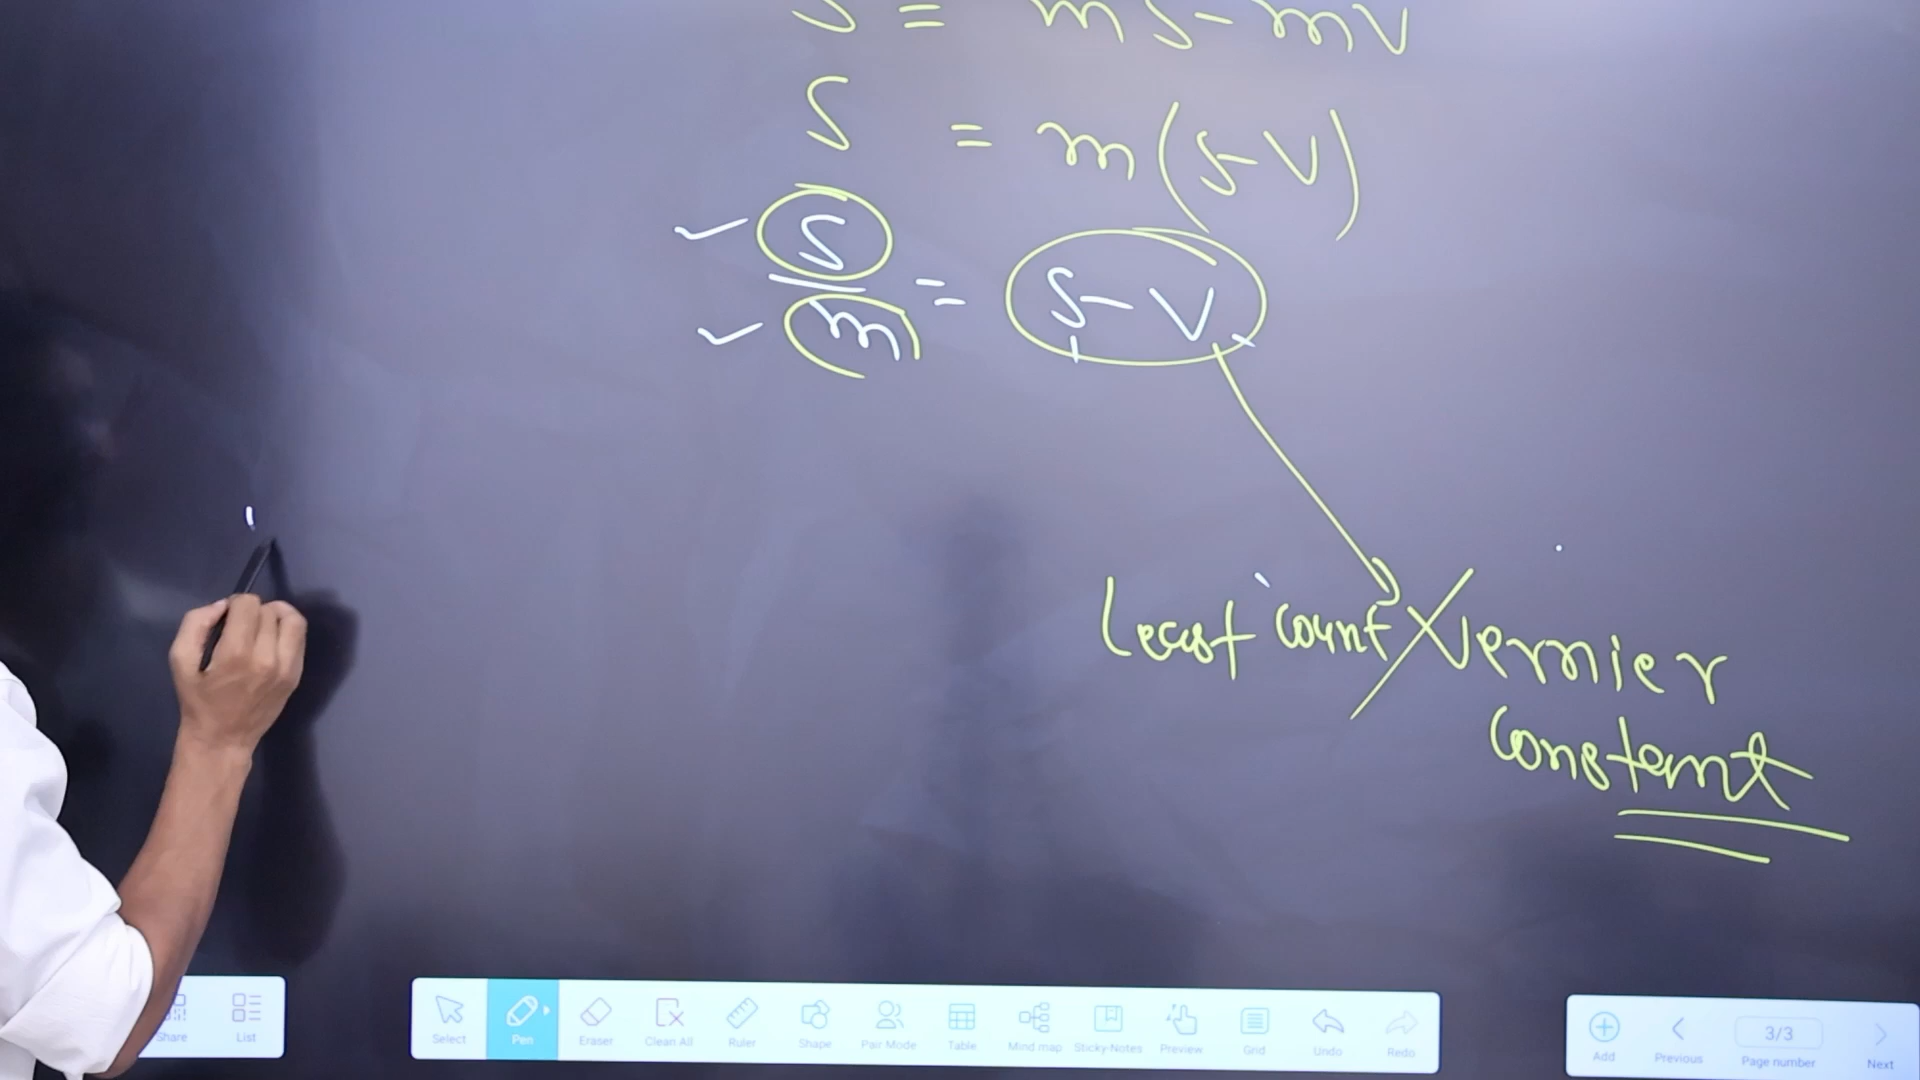 S = mS - mV
S = m(S-V)
S/m = S - V
Least count / Vernier
Constant
Share
List
Select
Pen
Eraser
Clean All
Ruler
Shape
Pair Mode
Table
Mind map
Sticky-Notes
Preview
Grid
Undo
Redo
Add
Previous
3/3
Page number
Next